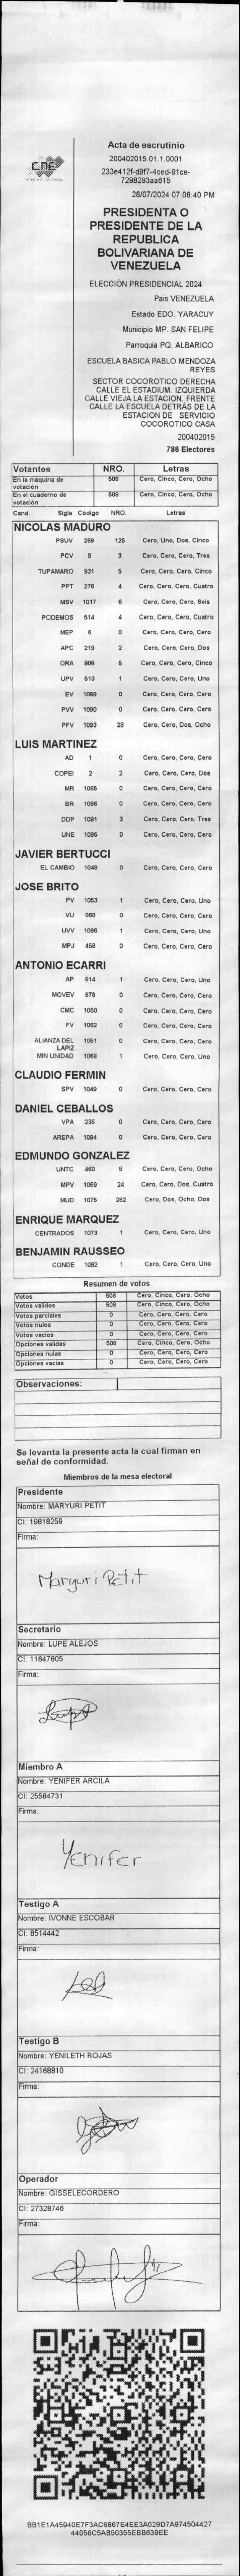 CNE
Acta de escrutinio
200402015.01.1.0001
233e412f-d9f7-4ced-91ce-
7298293aa615
28/07/2024 07:08:40 PM
PRESIDENTA O
PRESIDENTE DE LA
REPUBLICA
BOLIVARIANA DE
VENEZUELA
ELECCIÓN PRESIDENCIAL 2024
País VENEZUELA
Estado EDO. YARACUY
Municipio MP. SAN FELIPE
Parroquia PQ. ALBARICO
ESCUELA BASICA PABLO MENDOZA
REYES
SECTOR COCOROTICO DERECHA
CALLE EL ESTADIUM. IZQUIERDA
CALLE VIEJA LA ESTACION. FRENTE
CALLE LA ESCUELA DETRÁS DE LA
ESTACION DE SERVICIO
COCOROTICO CASA
200402015
786 Electores
Votantes NRO. Letras
En la máquina de votación 508 Cero, Cinco, Cero, Ocho
En el cuaderno de votación 508 Cero, Cinco, Cero, Ocho
Cand. Sigla Código NRO. Letras
NICOLAS MADURO
PSUV 269 125 Cero, Uno, Dos, Cinco
PCV 9 3 Cero, Cero, Cero, Tres
TUPAMARO 931 5 Cero, Cero, Cero, Cinco
PPT 276 4 Cero, Cero, Cero, Cuatro
MSV 1017 6 Cero, Cero, Cero, Seis
PODEMOS 514 4 Cero, Cero, Cero, Cuatro
MEP 6 0 Cero, Cero, Cero, Cero
APC 219 2 Cero, Cero, Cero, Dos
ORA 906 5 Cero, Cero, Cero, Cinco
UPV 513 1 Cero, Cero, Cero, Uno
EV 1089 0 Cero, Cero, Cero, Cero
PVV 1090 0 Cero, Cero, Cero, Cero
PFV 1093 28 Cero, Cero, Dos, Ocho
LUIS MARTINEZ
AD 1 0 Cero, Cero, Cero, Cero
COPEI 2 2 Cero, Cero, Cero, Dos
MR 1065 0 Cero, Cero, Cero, Cero
BR 1066 0 Cero, Cero, Cero, Cero
DDP 1091 3 Cero, Cero, Cero, Tres
UNE 1095 0 Cero, Cero, Cero, Cero
JAVIER BERTUCCI
EL CAMBIO 1048 0 Cero, Cero, Cero, Cero
JOSE BRITO
PV 1053 1 Cero, Cero, Cero, Uno
VU 868 0 Cero, Cero, Cero, Cero
UVV 1096 1 Cero, Cero, Cero, Uno
MPJ 458 0 Cero, Cero, Cero, Cero
ANTONIO ECARRI
AP 814 1 Cero, Cero, Cero, Uno
MOVEV 878 0 Cero, Cero, Cero, Cero
CMC 1050 0 Cero, Cero, Cero, Cero
FV 1062 0 Cero, Cero, Cero, Cero
ALIANZA DEL LAPIZ 1061 0 Cero, Cero, Cero, Cero
MIN UNIDAD 1068 1 Cero, Cero, Cero, Uno
CLAUDIO FERMIN
SPV 1049 0 Cero, Cero, Cero, Cero
DANIEL CEBALLOS
VPA 236 0 Cero, Cero, Cero, Cero
AREPA 1094 0 Cero, Cero, Cero, Cero
EDMUNDO GONZALEZ
UNTC 460 8 Cero, Cero, Cero, Ocho
MPV 1069 24 Cero, Cero, Dos, Cuatro
MUD 1075 282 Cero, Dos, Ocho, Dos
ENRIQUE MARQUEZ
CENTRADOS 1073 1 Cero, Cero, Cero, Uno
BENJAMIN RAUSSEO
CONDE 1092 1 Cero, Cero, Cero, Uno
Resumen de votos
Votos 508 Cero, Cinco, Cero, Ocho
Votos validos 508 Cero, Cinco, Cero, Ocho
Votos parciales 0 Cero, Cero, Cero, Cero
Votos nulos 0 Cero, Cero, Cero, Cero
Votos vacios 0 Cero, Cero, Cero, Cero
Opciones validas 508 Cero, Cinco, Cero, Ocho
Opciones nulas 0 Cero, Cero, Cero, Cero
Opciones vacias 0 Cero, Cero, Cero, Cero
Observaciones:
Se levanta la presente acta la cual firman en
señal de conformidad.
Miembros de la mesa electoral
Presidente
Nombre: MARYURI PETIT
CI: 19818259
Firma:
Maryuri Petit
Secretario
Nombre: LUPE ALEJOS
CI: 11647605
Firma:
Miembro A
Nombre: YENIFER ARCILA
CI: 25584731
Firma:
Yenifer
Testigo A
Nombre: IVONNE ESCOBAR
CI: 8514442
Firma:
Testigo B
Nombre: YENILETH ROJAS
CI: 24168810
Firma:
Operador
Nombre: GISSELECORDERO
CI: 27328746
Firma:
BB1E1A45940E7F3AC6867E4EE3A029D7A974504427
44056C5AB50355EBB639EE